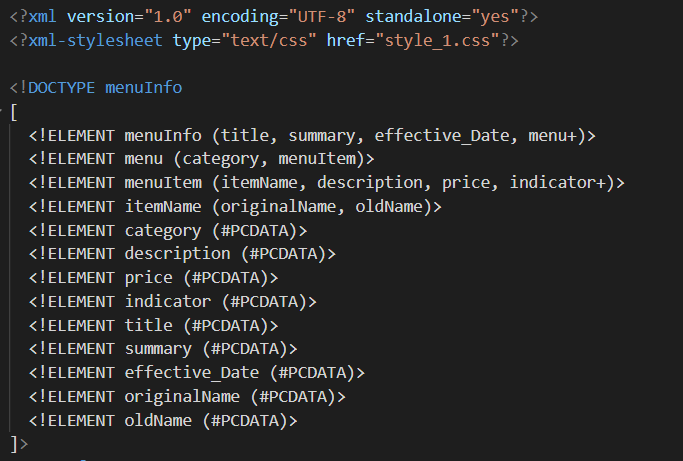 <?xml version="1.0" encoding="UTF-8" standalone="yes"?>
<?xml-stylesheet type="text/css" href="style_1.css"?>
<!DOCTYPE menuInfo
[
<!ELEMENT menuInfo (title, summary, effective_Date, menu+)>
<!ELEMENT menu (category, menuItem)>
<!ELEMENT menuItem (itemName, description, price, indicator+)>
<!ELEMENT itemName (originalName, oldName)>
<!ELEMENT category (#PCDATA)>
<!ELEMENT description (#PCDATA)>
<!ELEMENT price (#PCDATA)>
<!ELEMENT indicator (#PCDATA)>
<!ELEMENT title (#PCDATA)>
<!ELEMENT summary (#PCDATA)>
<!ELEMENT effective_Date (#PCDATA)>
<!ELEMENT originalName (#PCDATA)>
<!ELEMENT oldName (#PCDATA)>
]>